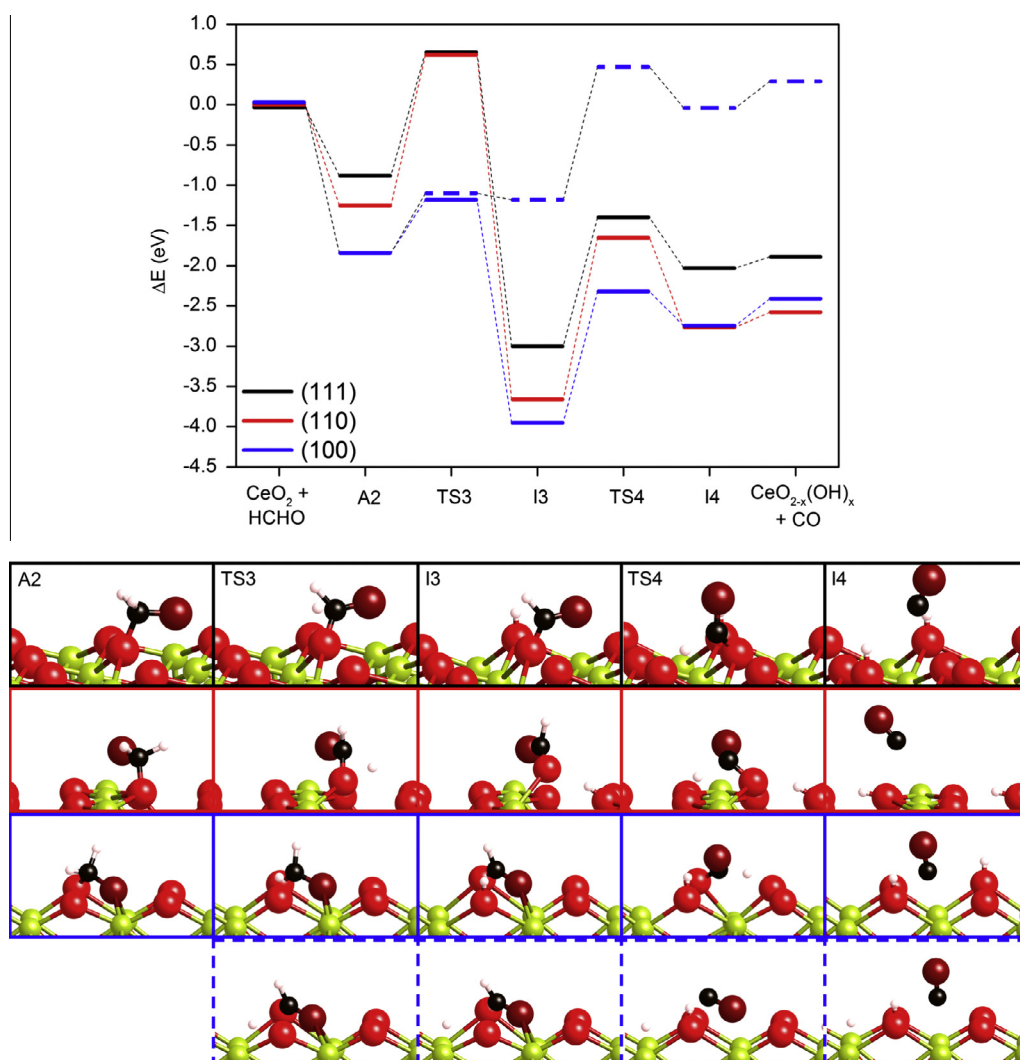 1.0
0.5
0.0
-0.5
-1.0
-1.5
-2.0
-2.5
-3.0
-3.5
-4.0
-4.5
ΔE (eV)
(111)
(110)
(100)
CeO₂ +
HCHO
A2
TS3
I3
TS4
I4
CeO₂₋ₓ(OH)ₓ
+ CO
A2
TS3
I3
TS4
I4